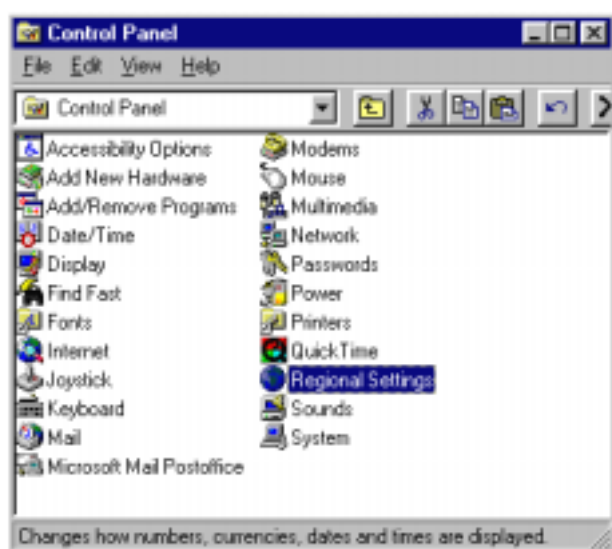 Control Panel
File Edit View Help
Control Panel
Accessibility Options
Add New Hardware
Add/Remove Programs
Date/Time
Display
Find Fast
Fonts
Internet
Joystick
Keyboard
Mail
Microsoft Mail Postoffice
Modems
Mouse
Multimedia
Network
Passwords
Power
Printers
QuickTime
Regional Settings
Sounds
System
Changes how numbers, currencies, dates and times are displayed.